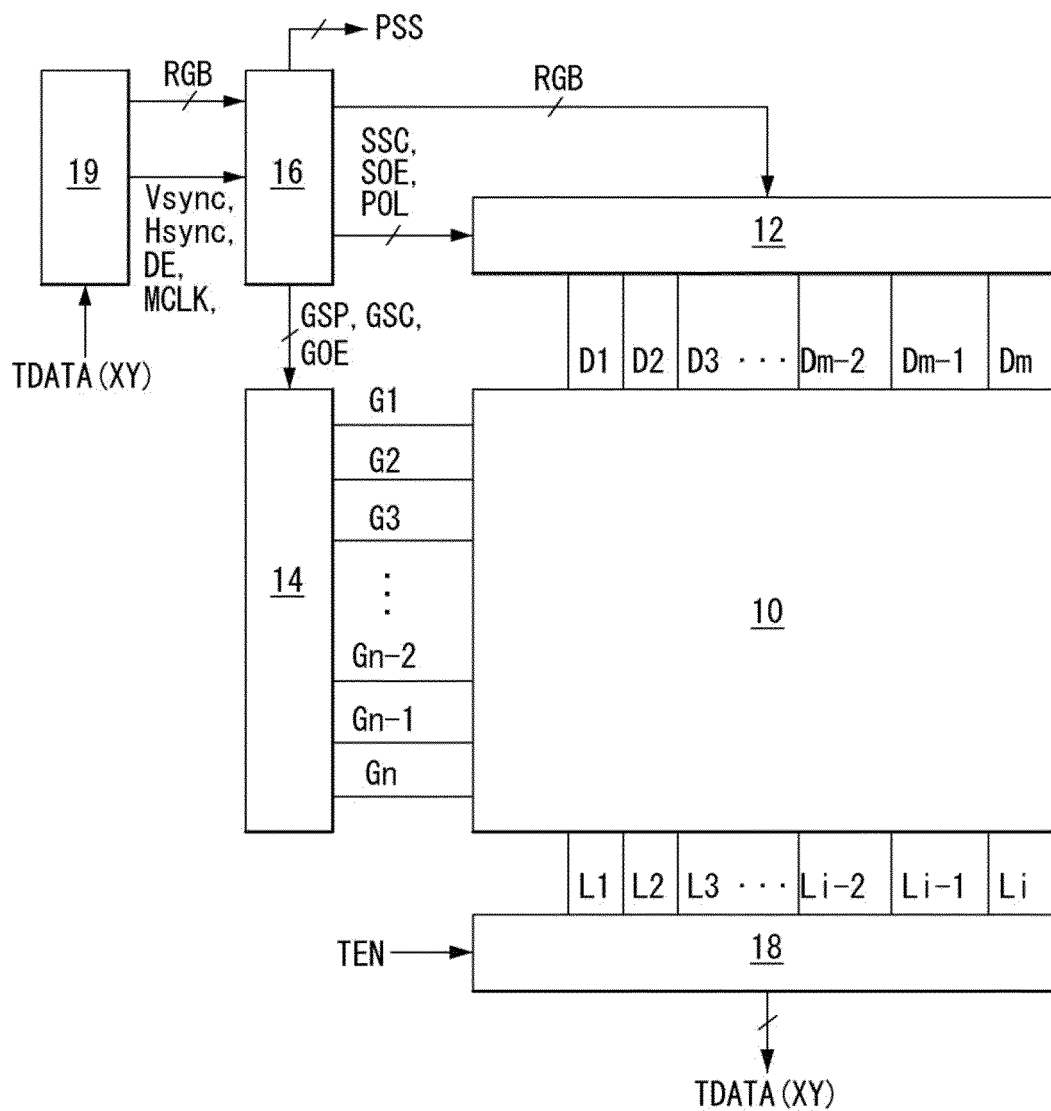 PSS
RGB
RGB
19
16
SSC,
SOE,
POL
Vsync,
Hsync,
DE,
MCLK,
12
GSP, GSC,
GOE
TDATA(XY)
D1 D2 D3 ··· Dm-2 Dm-1 Dm
G1
G2
G3
⋮
14
10
Gn-2
Gn-1
Gn
L1 L2 L3 ··· Li-2 Li-1 Li
TEN
18
TDATA(XY)